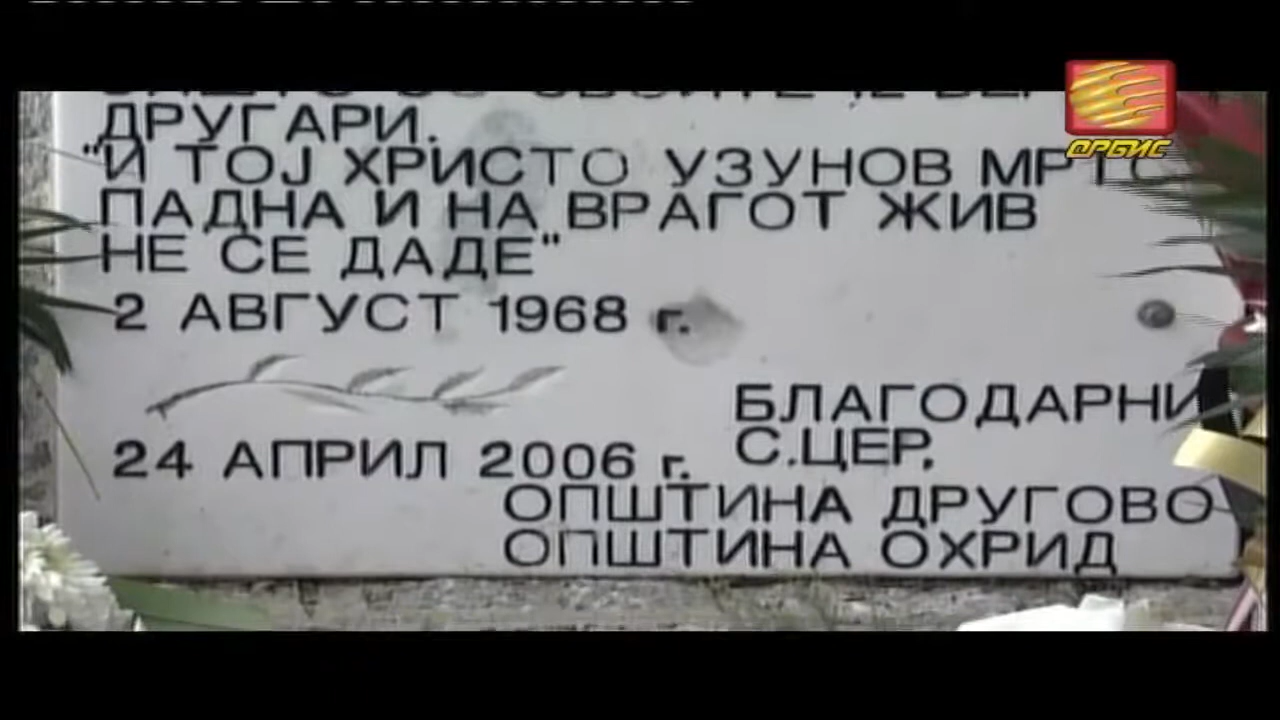 ДРУГАРИ.
"И ТОЈ ХРИСТО УЗУНОВ
ПАДНА И НА ВРАГОТ ЖИВ
НЕ СЕ ДАДЕ"
2 АВГУСТ 1968 г.
БЛАГОДАРНИ
24 АПРИЛ 2006 г. С.ЦЕР,
ОПШТИНА ДРУГОВО
ОПШТИНА ОХРИД
ОРБИС